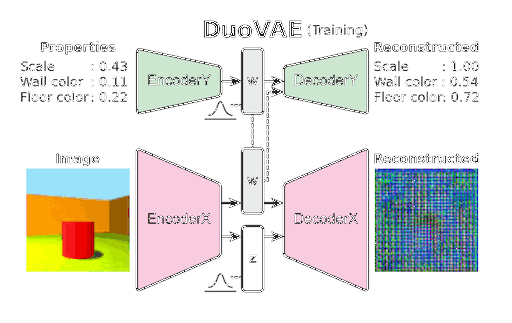 DuoVAE (Training)
Properties
Scale : 0.43
Wall color : 0.11
Floor color: 0.22
EncoderY
w
DecoderY
Reconstructed
Scale : 1.00
Wall color : 0.54
Floor color: 0.72
Image
EncoderX
w
z
DecoderX
Reconstructed